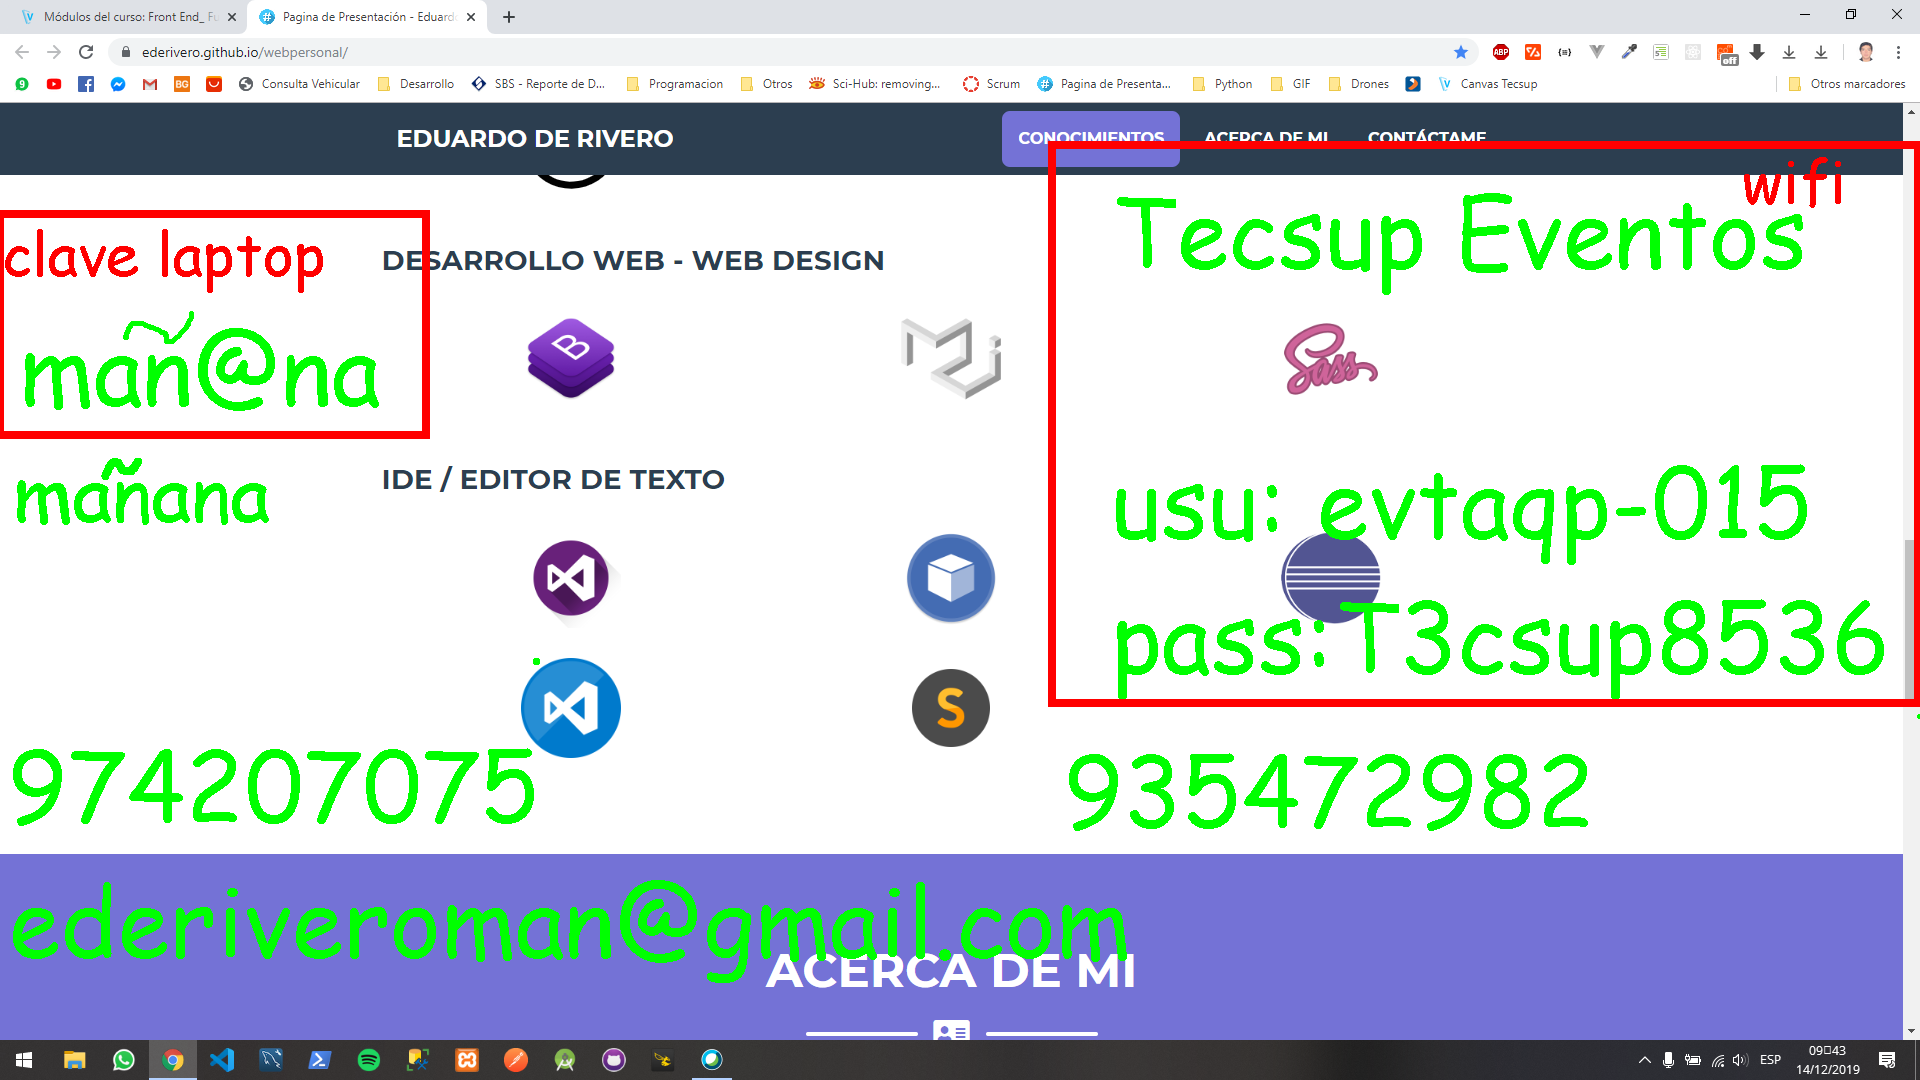 Módulos del curso: Front End_ Fu
Pagina de Presentación - Eduardo
ederivero.github.io/webpersonal/
Consulta Vehicular
Desarrollo
SBS - Reporte de D...
Programacion
Otros
Sci-Hub: removing...
Scrum
Pagina de Presenta...
Python
GIF
Drones
Canvas Tecsup
Otros marcadores
EDUARDO DE RIVERO
CONOCIMIENTOS
ACERCA DE MI
CONTÁCTAME
wifi
Tecsup Eventos
clave laptop
DESARROLLO WEB - WEB DESIGN
mañ@na
mañana
IDE / EDITOR DE TEXTO
usu: evtaqp-015
pass:T3csup8536
974207075
935472982
ederiveroman@gmail.com
ACERCA DE MI
ESP
09:43
14/12/2019